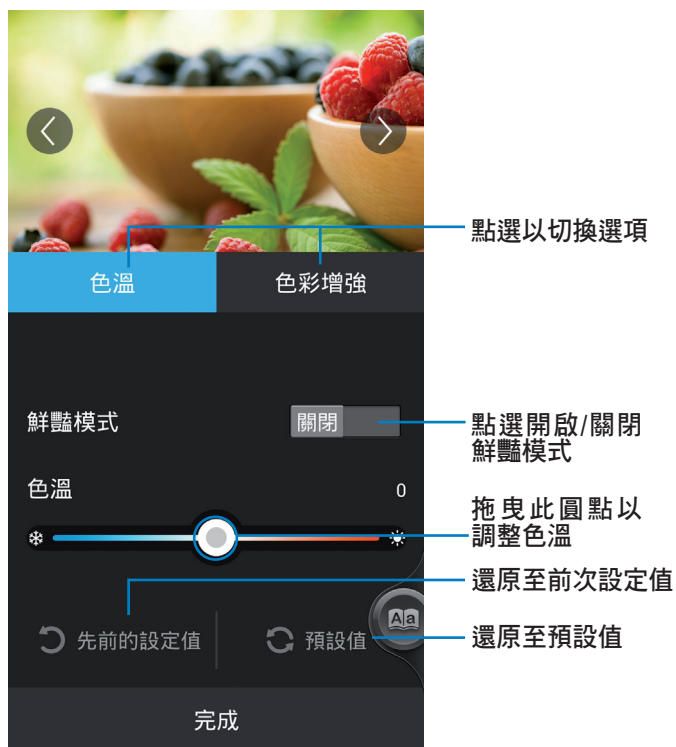 點選以切換選項
色溫
色彩增強
鮮豔模式
關閉
點選開啟/關閉
鮮豔模式
色溫
0
拖曳此圓點以
調整色溫
還原至前次設定值
Aa
先前的設定值
預設值
還原至預設值
完成